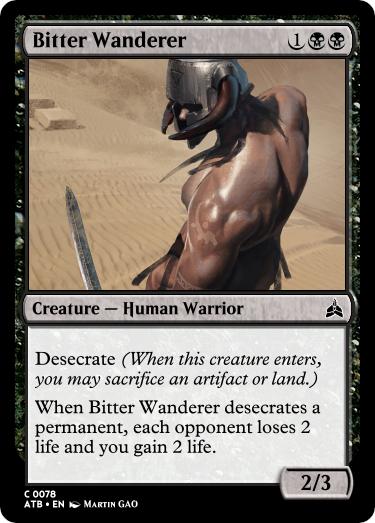 Bitter Wanderer 1
Creature — Human Warrior
Desecrate (When this creature enters,
you may sacrifice an artifact or land.)
When Bitter Wanderer desecrates a
permanent, each opponent loses 2
life and you gain 2 life.
2/3
C 0078
ATB • EN Martin GAO